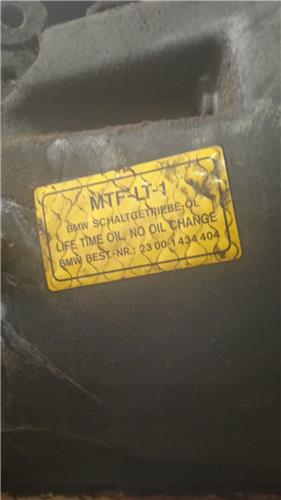 MTF-LT-1
BMW SCHALTGETRIEBE-ÖL
LIFE TIME OIL, NO OIL CHANGE
BMW BEST.-NR.: 23 00-1 434 404